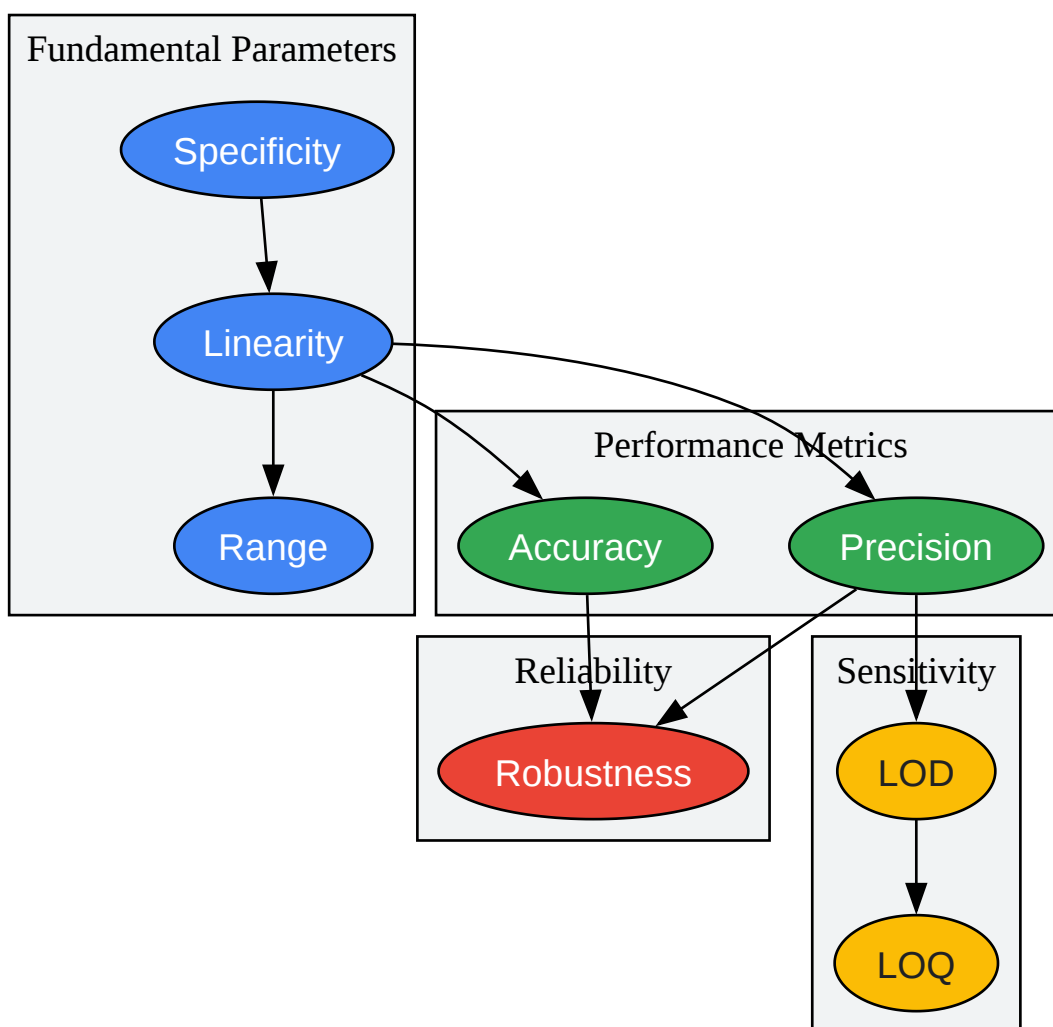 Fundamental Parameters
Specificity
Linearity
Range
Performance Metrics
Accuracy
Precision
Reliability
Robustness
Sensitivity
LOD
LOQ